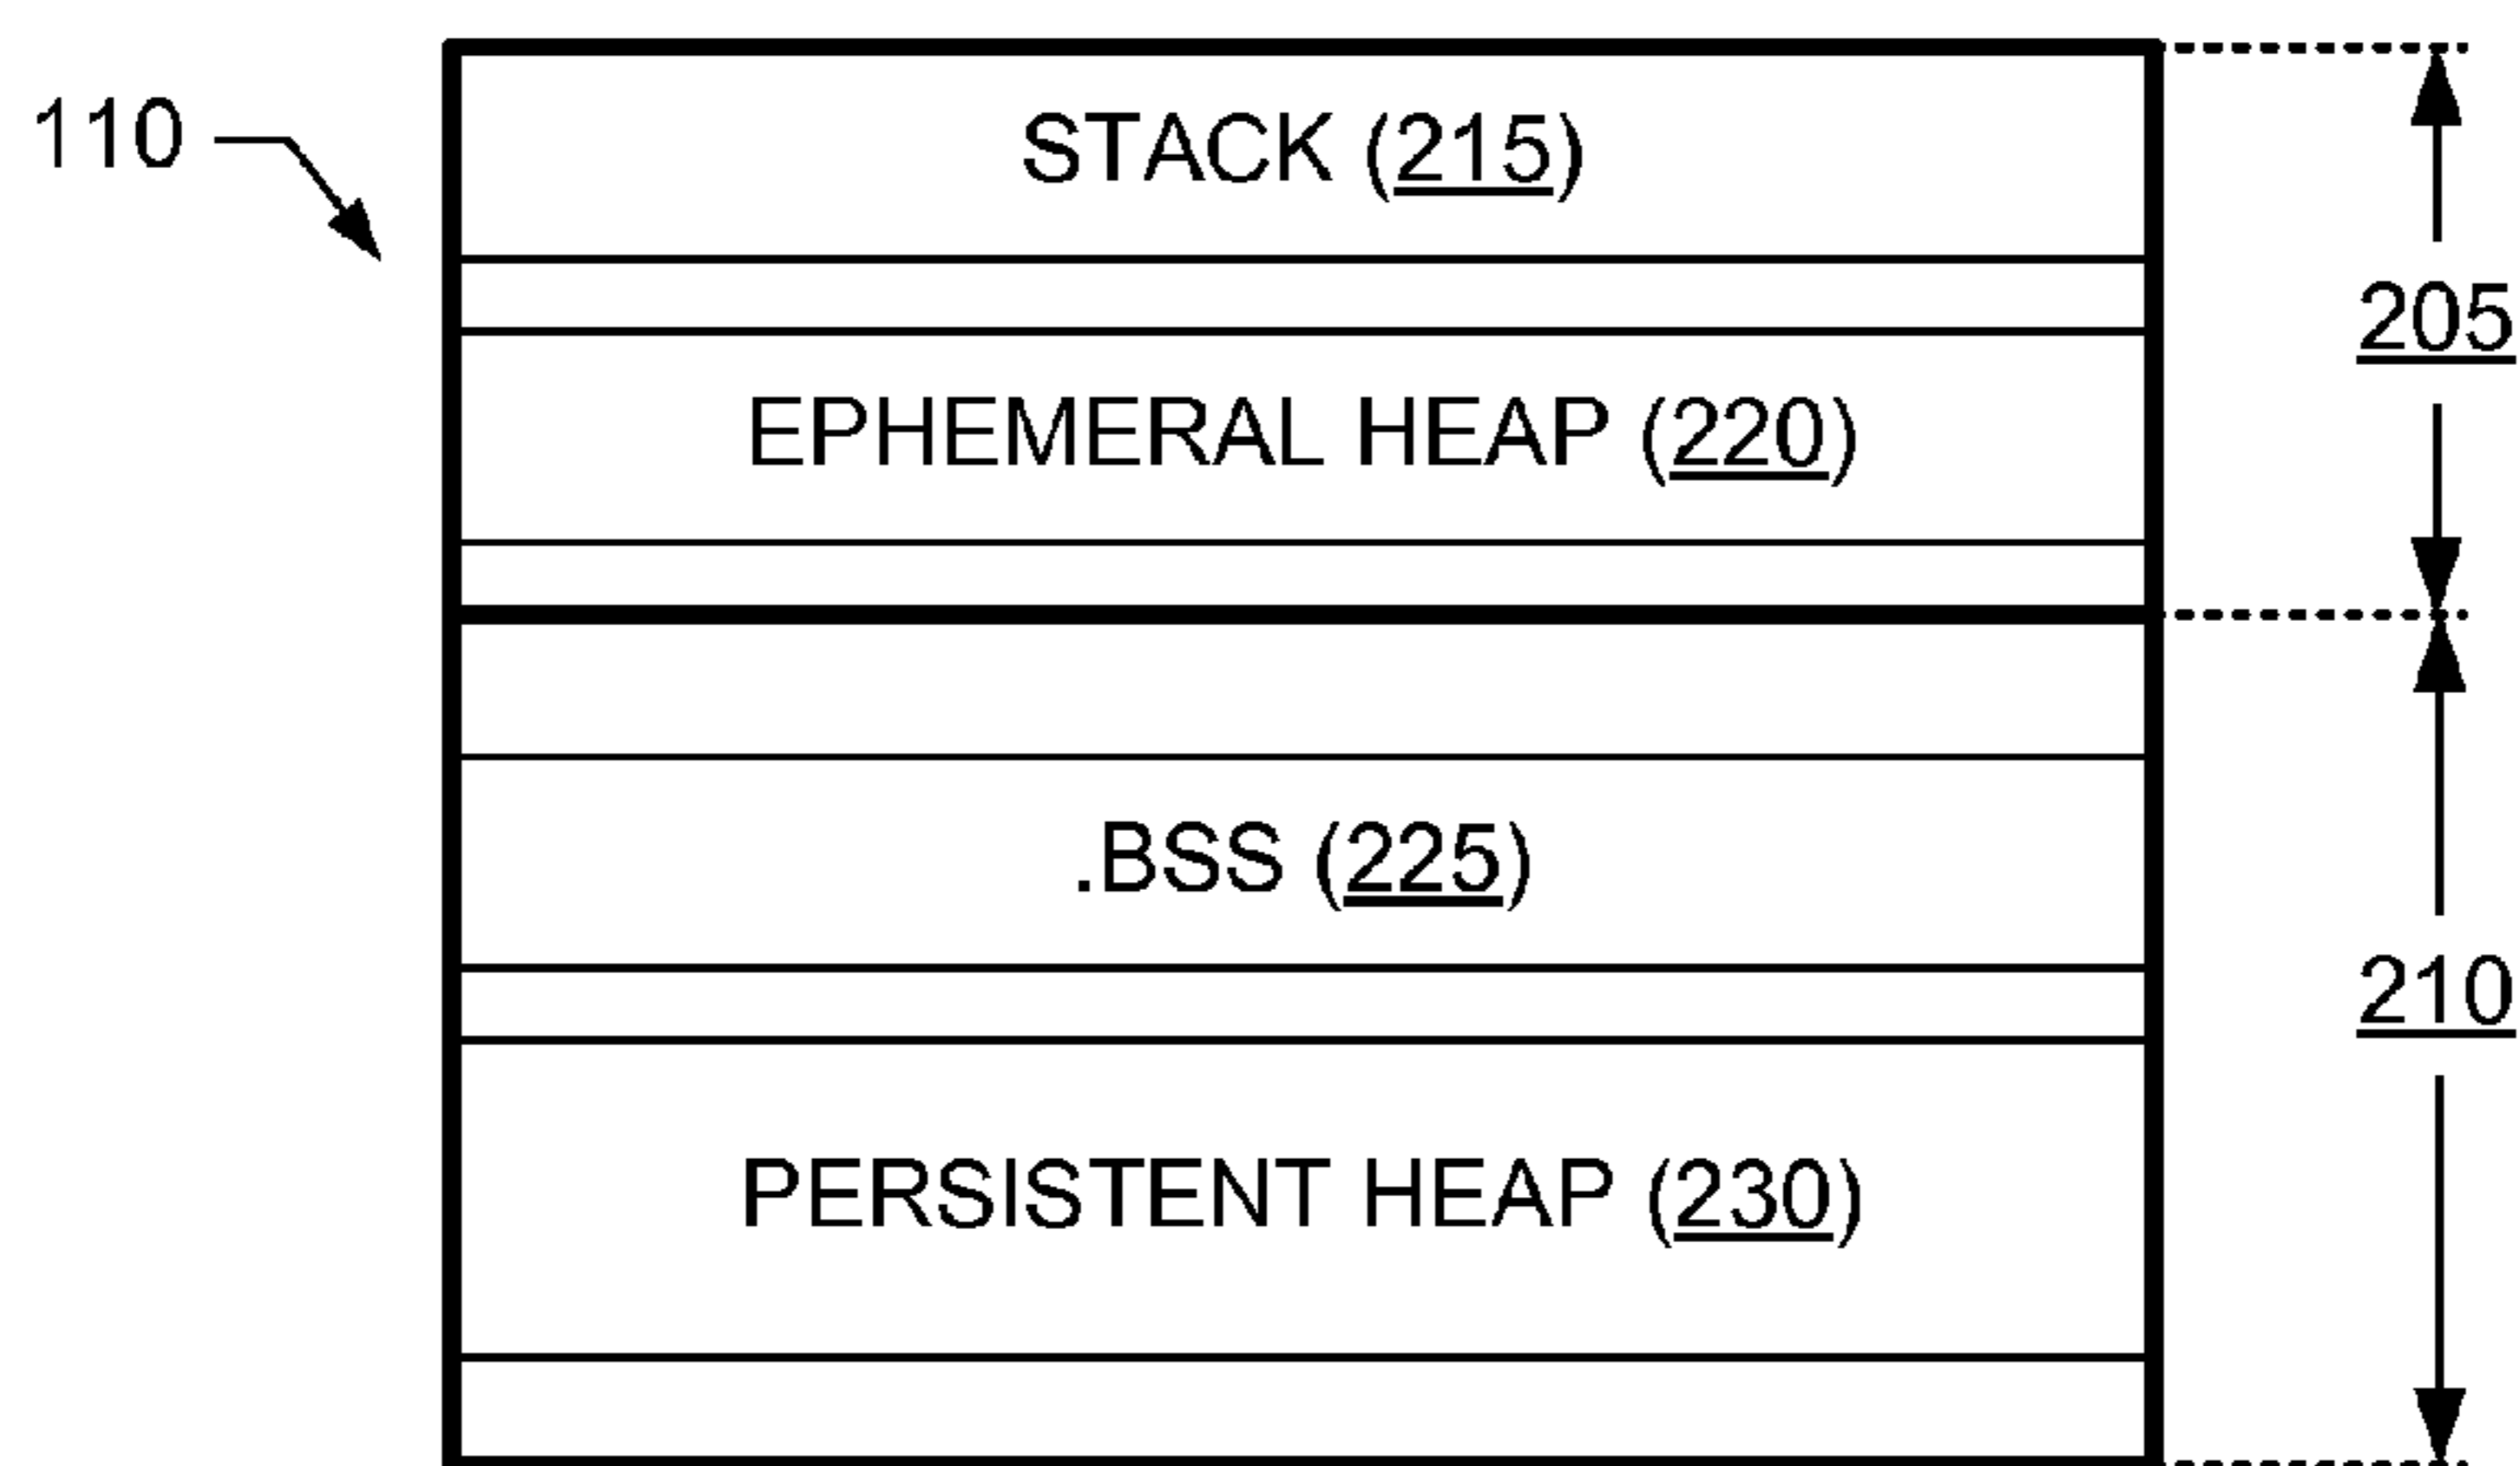 110
STACK (215)
205
EPHEMERAL HEAP (220)
.BSS (225)
210
PERSISTENT HEAP (230)